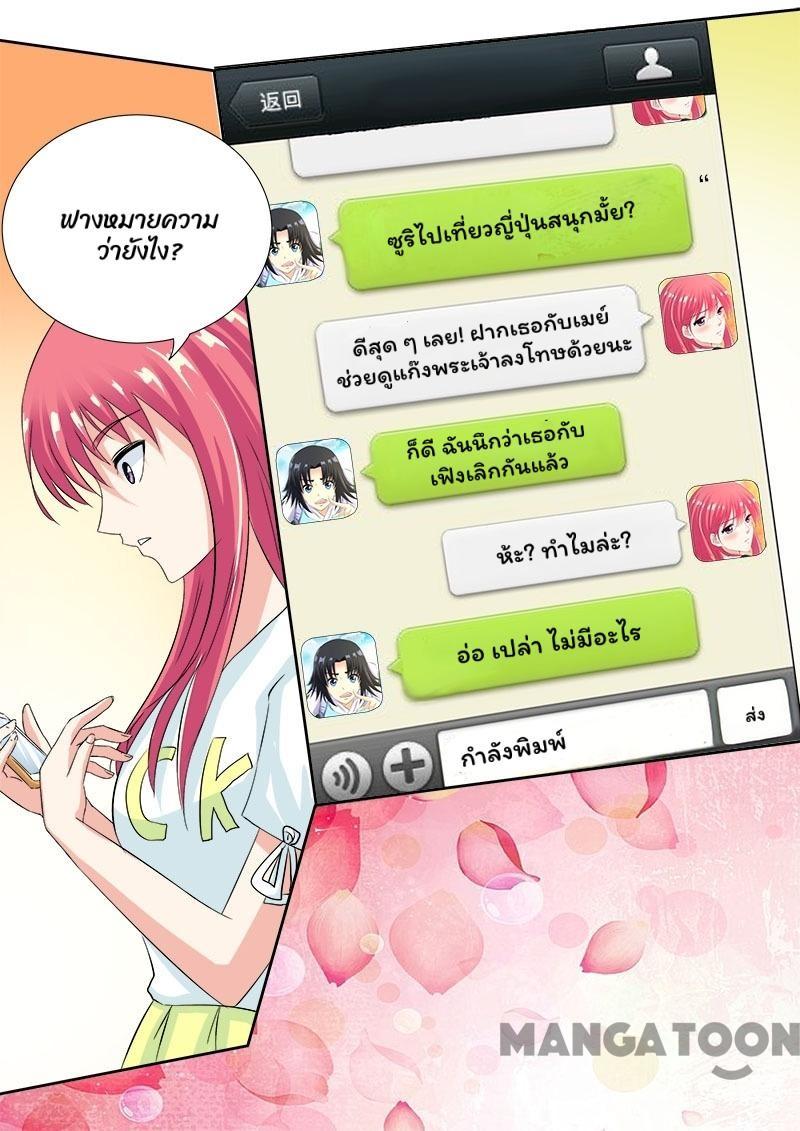 返回
ฟางหมายความ
ว่ายังไง?
“
ซูริไปเที่ยวญี่ปุ่นสนุกมั้ย?
ดีสุด ๆ เลย! ฝากเธอกับเมย์
ช่วยดูแก๊งพระเจ้าลงโทษด้วยนะ
ก็ดี ฉันนึกว่าเธอกับ
เฟิงเลิกกันแล้ว
ห้ะ? ทำไมล่ะ?
อ่อ เปล่า ไม่มีอะไร
กำลังพิมพ์
ส่ง
CK
MANGATOON